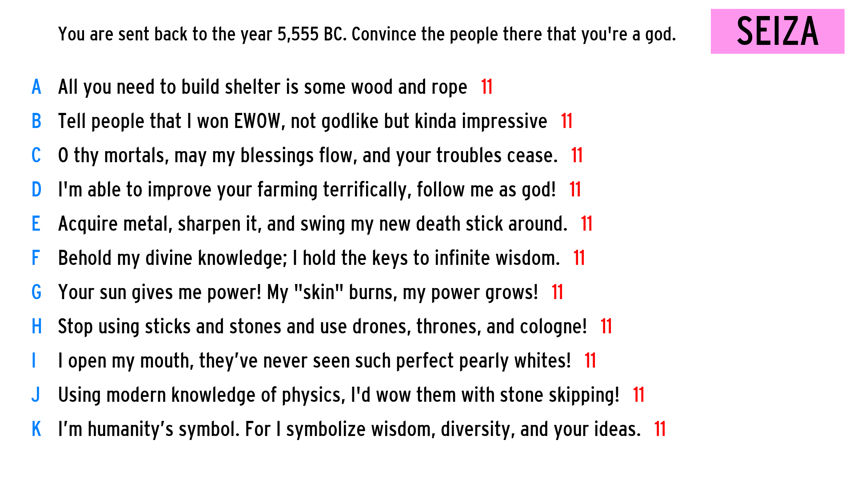 You are sent back to the year 5,555 BC. Convince the people there that you're a god.
SEIZA
A All you need to build shelter is some wood and rope 11
B Tell people that I won EWOW, not godlike but kinda impressive 11
C O thy mortals, may my blessings flow, and your troubles cease. 11
D I'm able to improve your farming terrifically, follow me as god! 11
E Acquire metal, sharpen it, and swing my new death stick around. 11
F Behold my divine knowledge; I hold the keys to infinite wisdom. 11
G Your sun gives me power! My "skin" burns, my power grows! 11
H Stop using sticks and stones and use drones, thrones, and cologne! 11
I I open my mouth, they’ve never seen such perfect pearly whites! 11
J Using modern knowledge of physics, I'd wow them with stone skipping! 11
K I’m humanity’s symbol. For I symbolize wisdom, diversity, and your ideas. 11